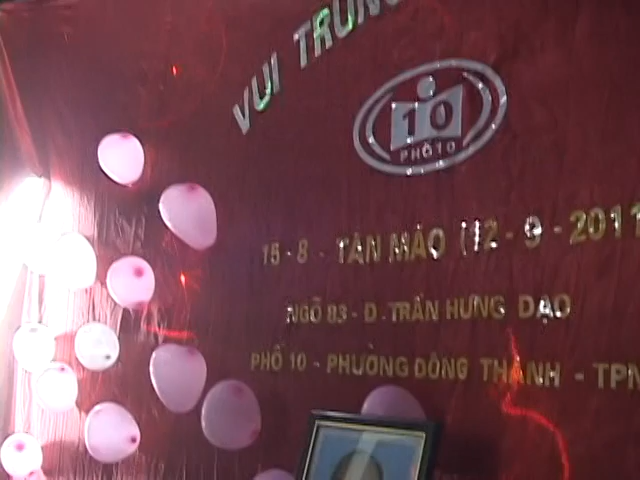 VUI TRUNG
10
PHỐ 10
15 - 8 - TÂN MÃO (12 - 9 - 2011
NGÕ 83 - Đ. TRẦN HƯNG ĐẠO
PHỐ 10 - PHƯỜNG ĐÔNG THÀNH - TPN